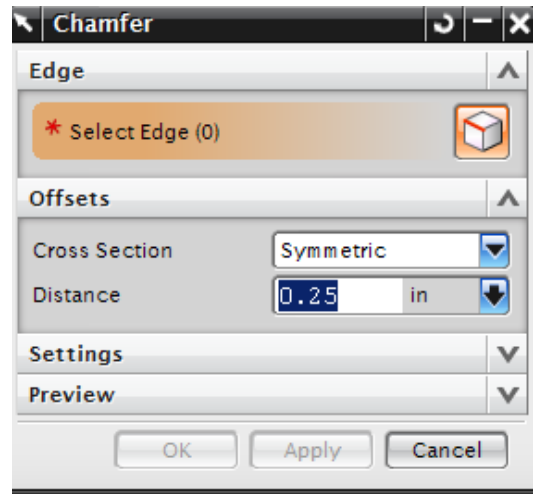 Chamfer
Edge
* Select Edge (0)
Offsets
Cross Section Symmetric
Distance 0.25 in
Settings
Preview
OK Apply Cancel